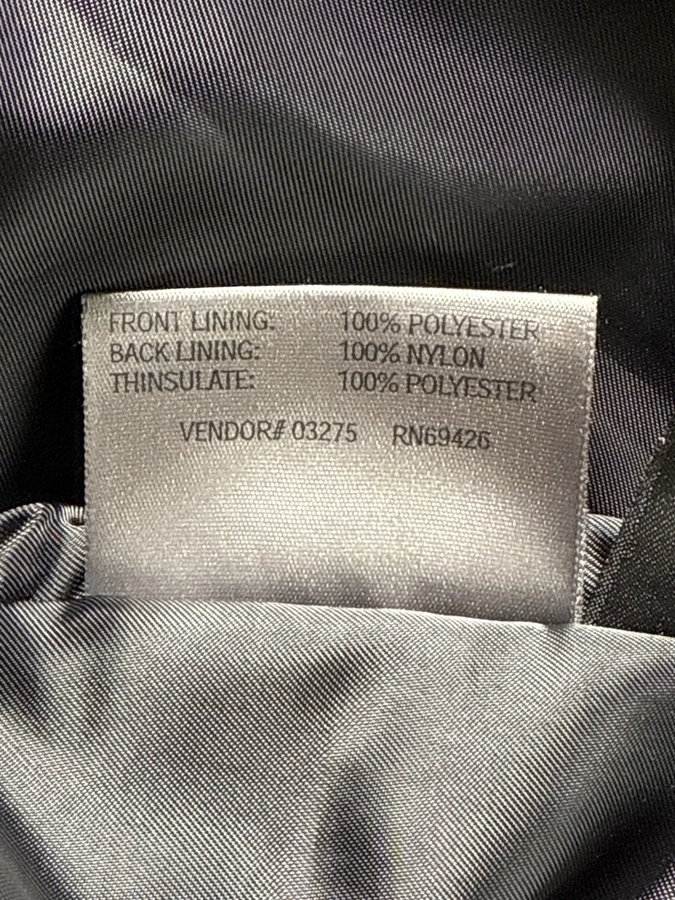 FRONT LINING: 100% POLYESTER
BACK LINING: 100% NYLON
THINSULATE: 100% POLYESTER
VENDOR# 03275 RN69426